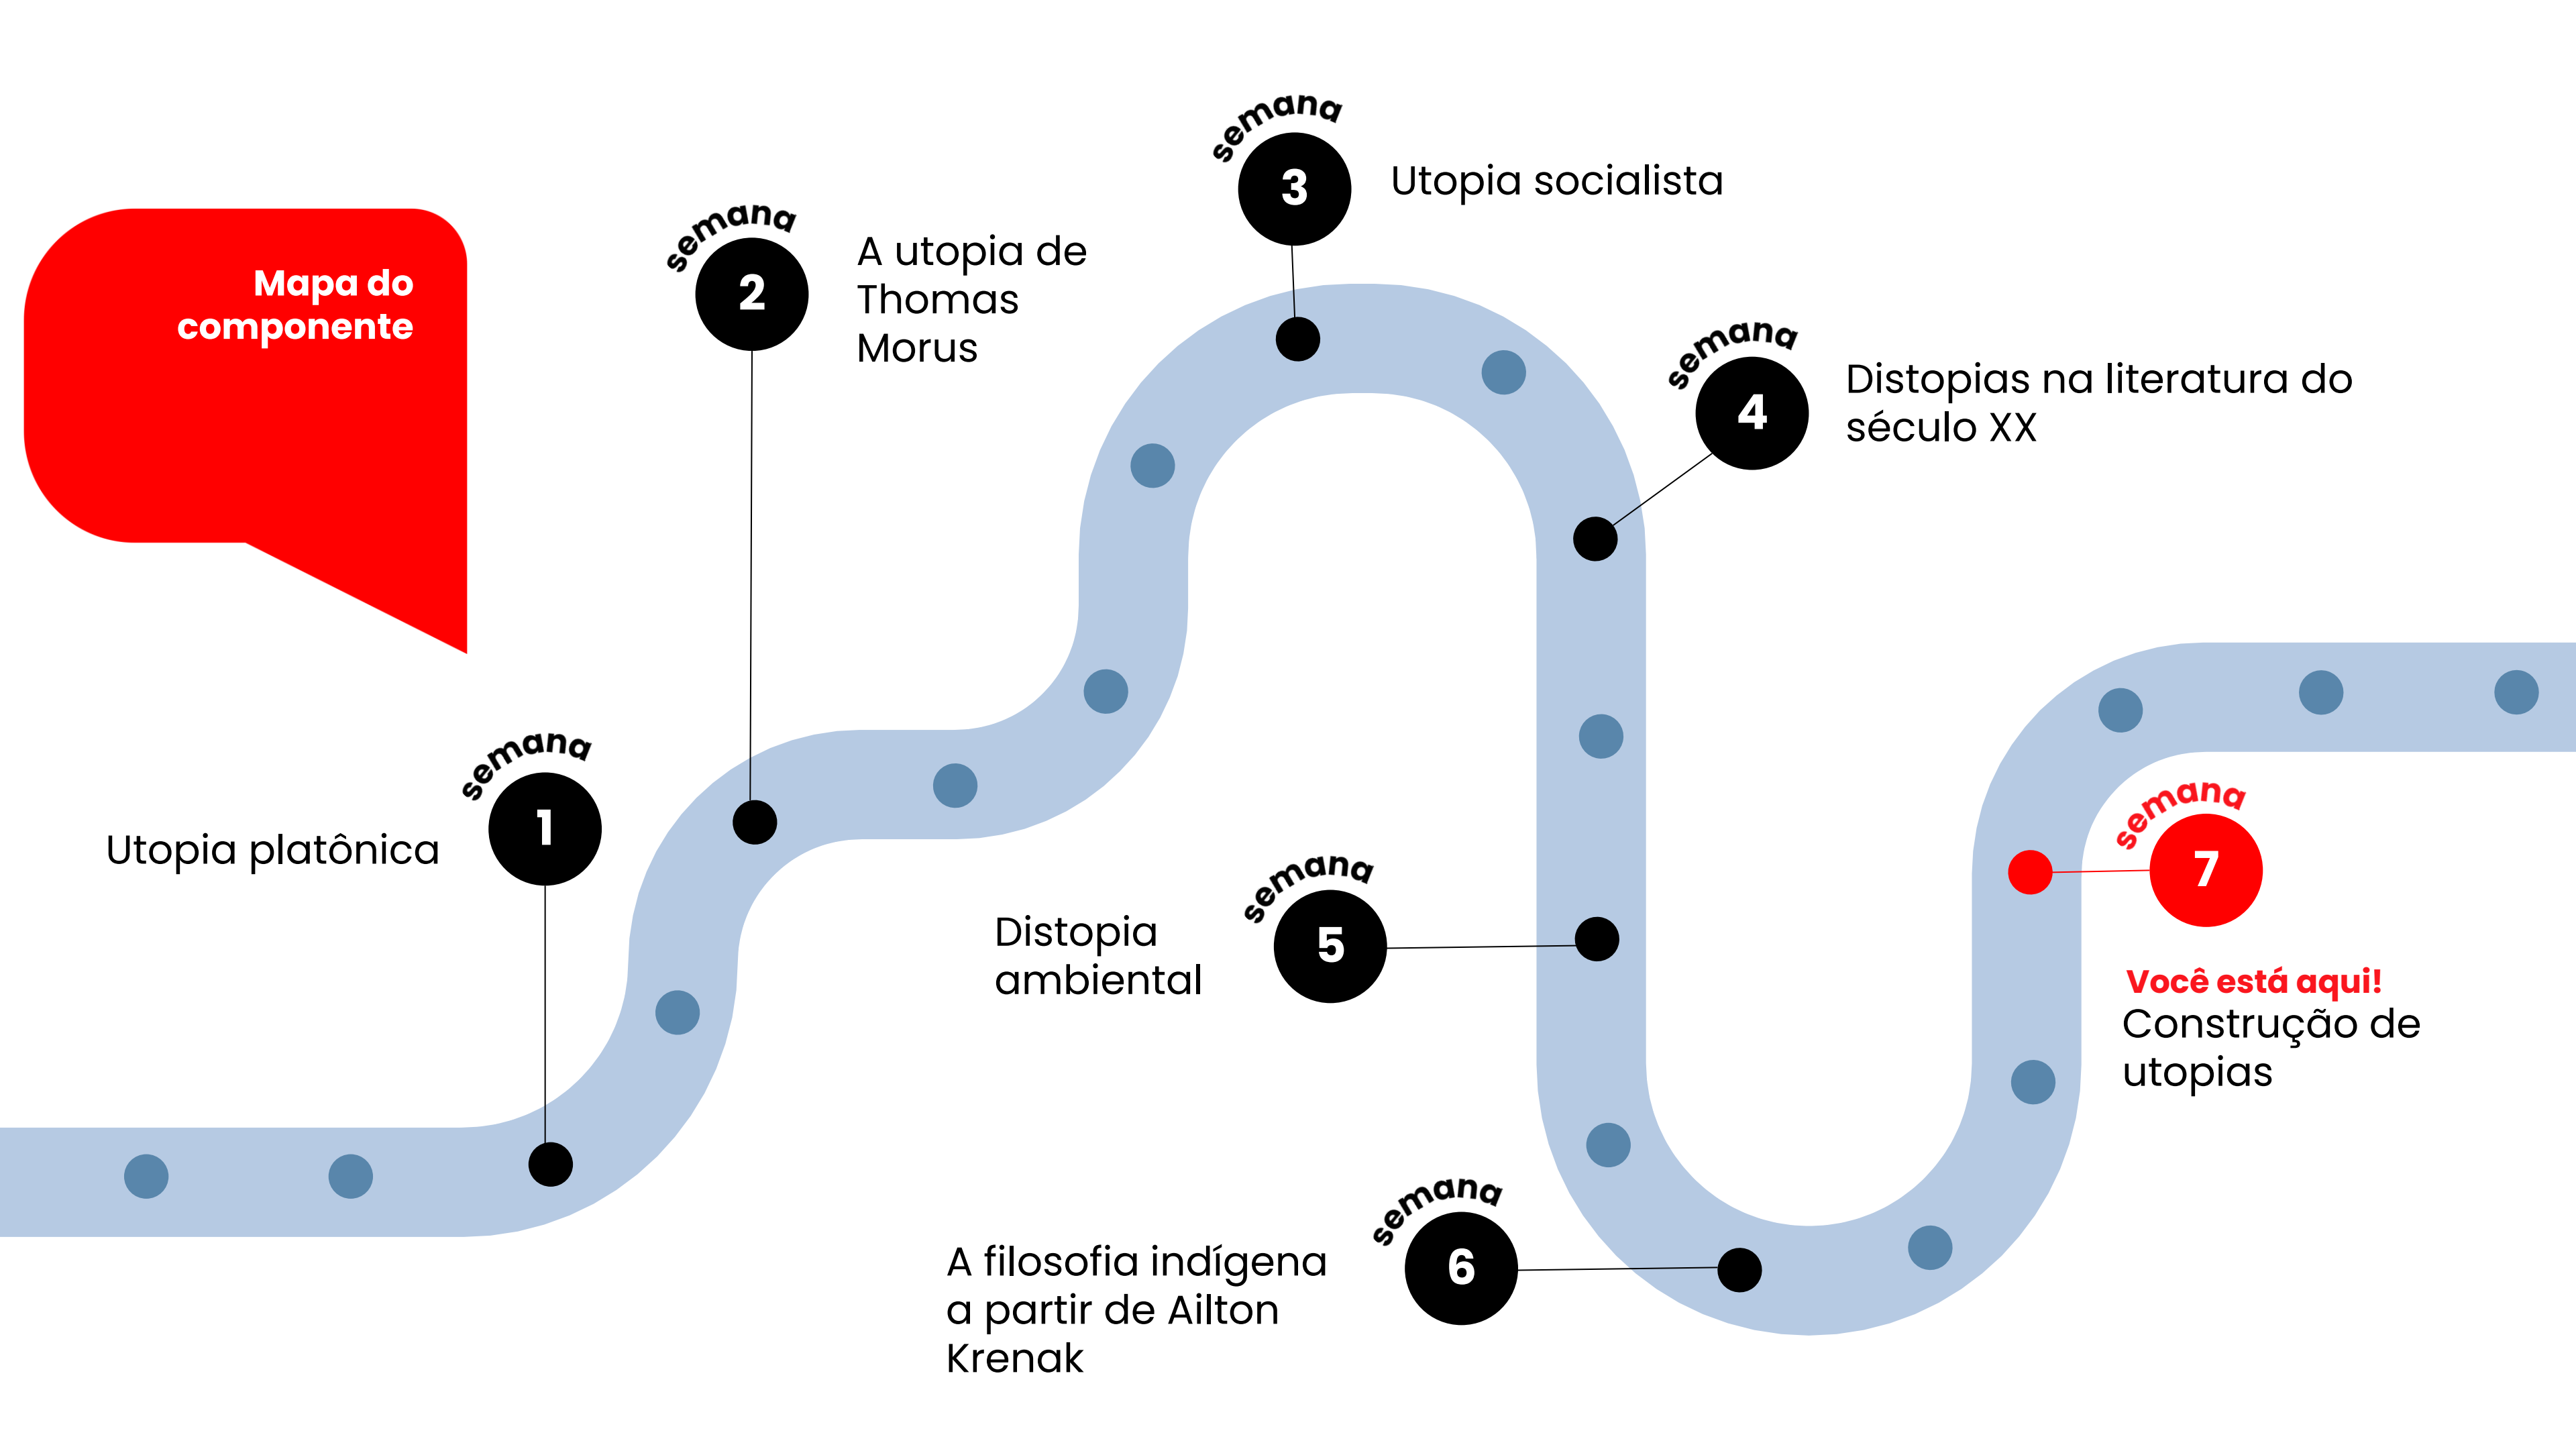 Mapa do
componente
semana
1
Utopia platônica
semana
2
A utopia de
Thomas
Morus
semana
3
Utopia socialista
semana
4
Distopias na literatura do
século XX
semana
5
Distopia
ambiental
semana
6
A filosofia indígena
a partir de Ailton
Krenak
semana
7
Você está aqui!
Construção de
utopias